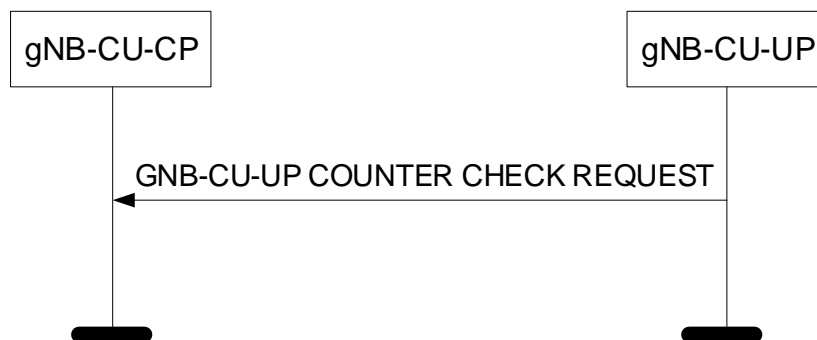 gNB-CU-CP
gNB-CU-UP
GNB-CU-UP COUNTER CHECK REQUEST